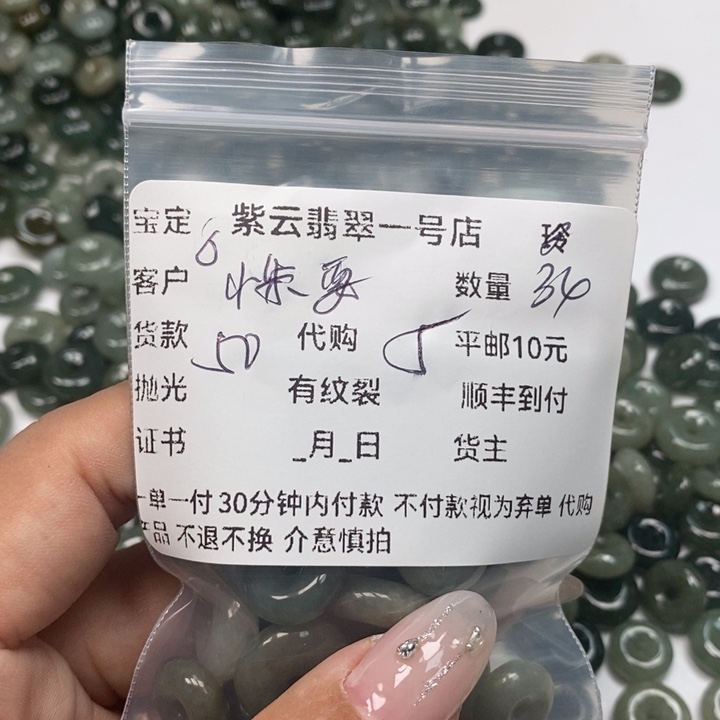 宝定 6 紫云翡翠一号店 玲
客户 数量 34
货款 50 代购 5 平邮10元
抛光 有纹裂 顺丰到付
证书 _月_日 货主
一单一付 30分钟内付款 不付款视为弃单 代购
产品 不退不换 介意慎拍